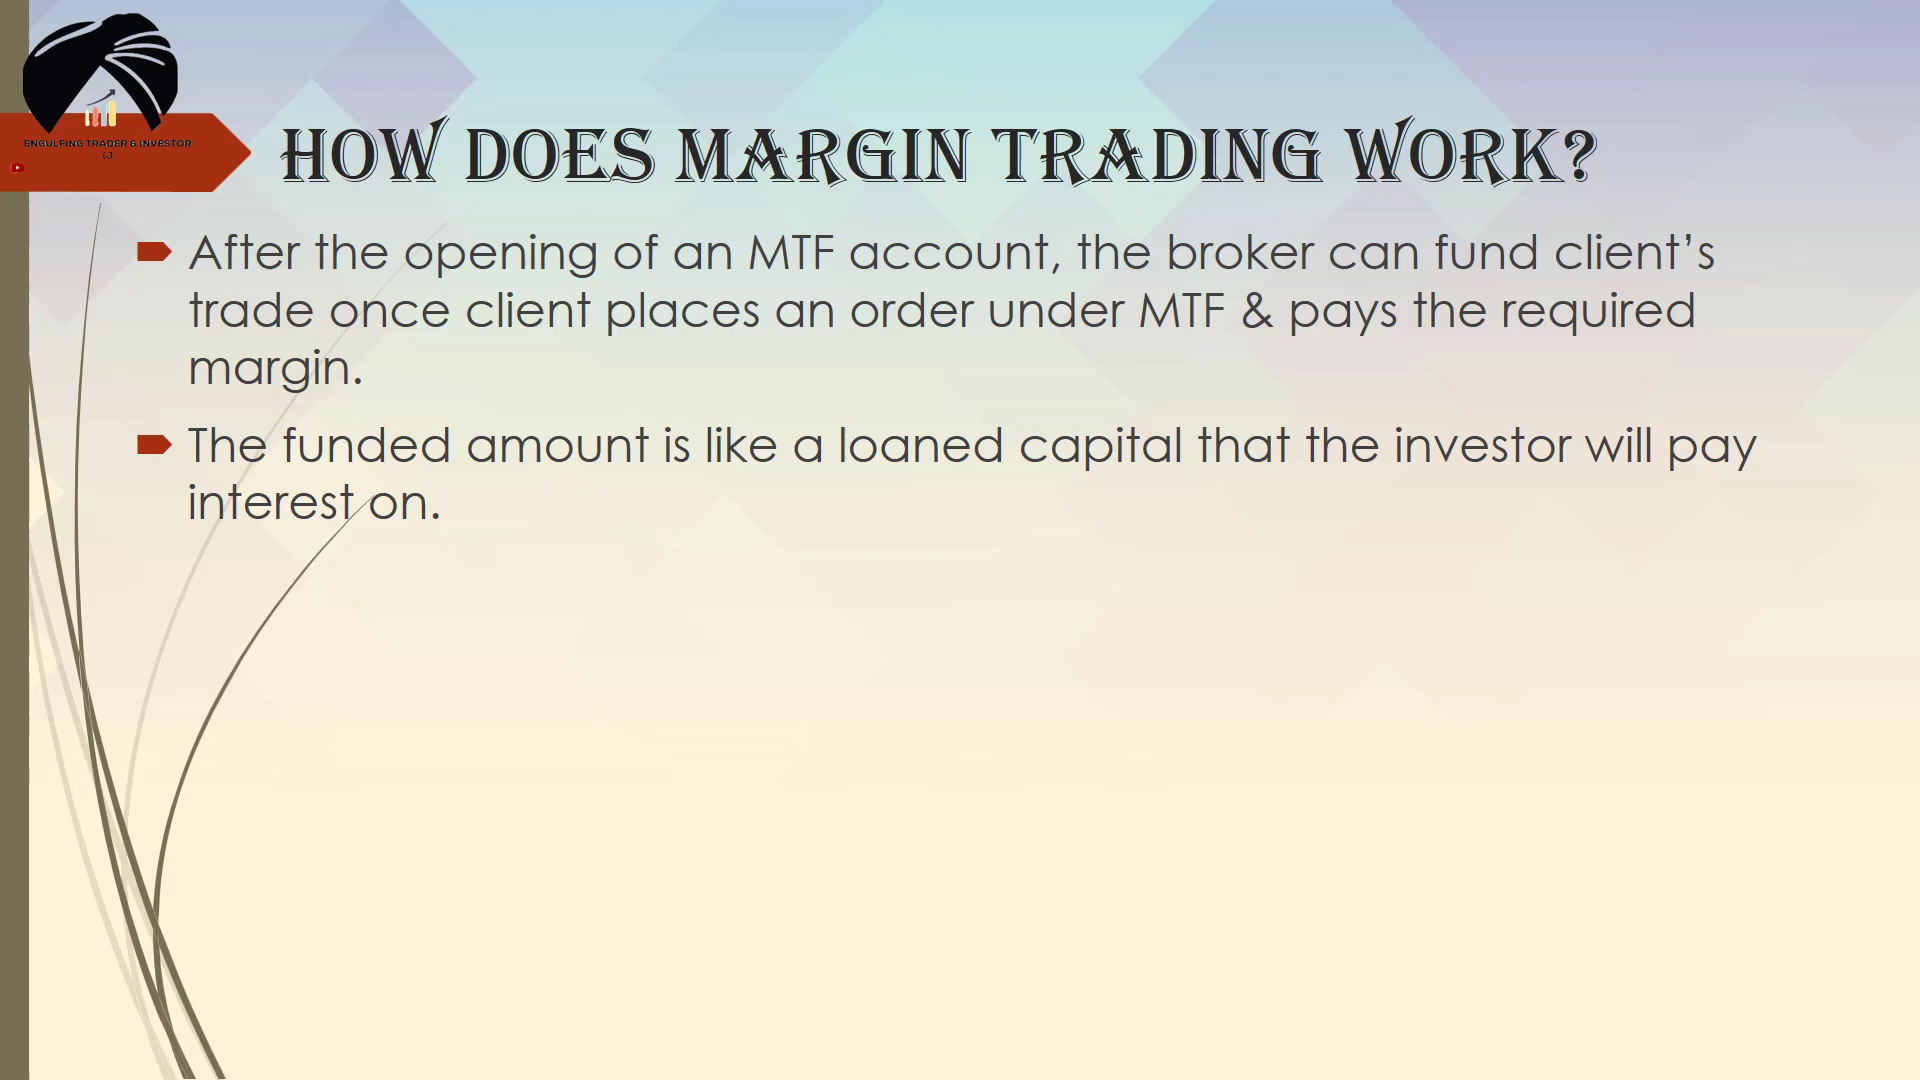 ENGULFING TRADER & INVESTOR
HOW DOES MARGIN TRADING WORK?
After the opening of an MTF account, the broker can fund client’s
trade once client places an order under MTF & pays the required
margin.
The funded amount is like a loaned capital that the investor will pay
interest on.